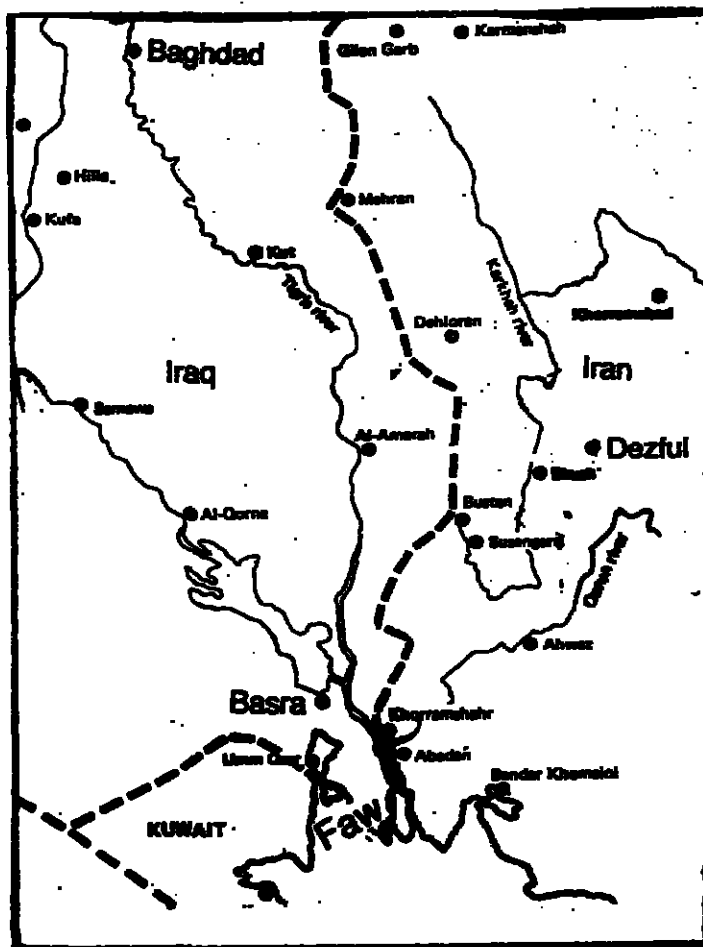 Baghdad
Gilan Garb
Kermanshah
Hilla
Kufa
Mehran
Kut
Tigris river
Karkheh river
Khorramabad
Dehloran
Iraq
Iran
Samawa
Al-Amarah
Dezful
Al-Qorna
Bustan
Susangerd
Ahwaz
Basra
Khorramshahr
Umm Qasr
Abadan
Bandar Khomeini
KUWAIT
Faw